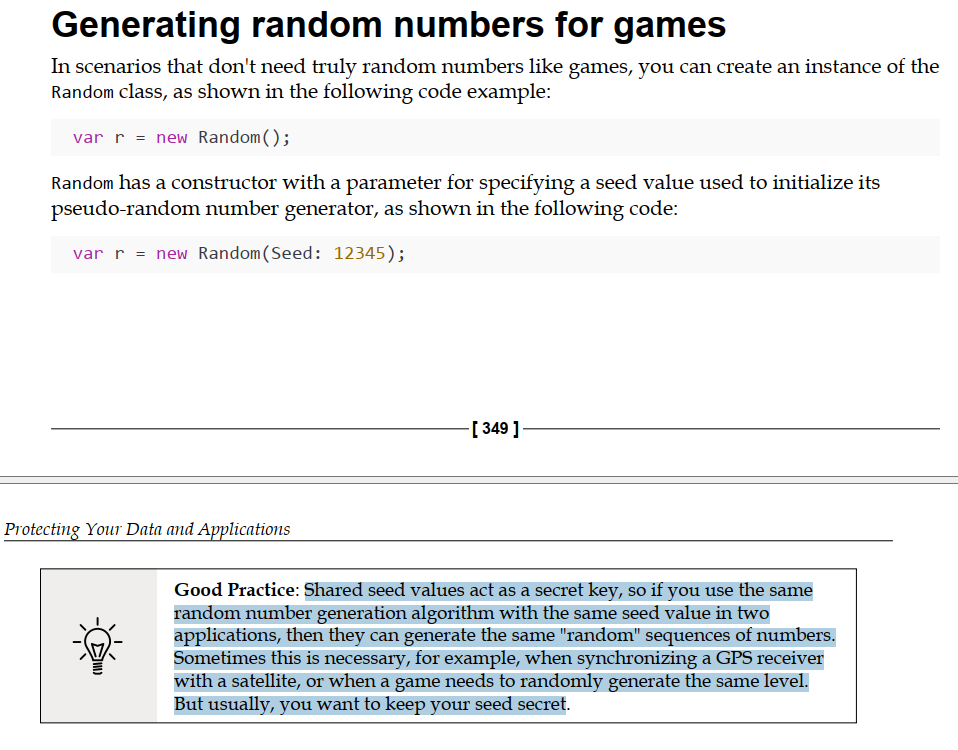 Generating random numbers for games
In scenarios that don't need truly random numbers like games, you can create an instance of the
Random class, as shown in the following code example:
var r = new Random();
Random has a constructor with a parameter for specifying a seed value used to initialize its
pseudo-random number generator, as shown in the following code:
var r = new Random(Seed: 12345);
[ 349 ]
Protecting Your Data and Applications
Good Practice: Shared seed values act as a secret key, so if you use the same
random number generation algorithm with the same seed value in two
applications, then they can generate the same "random" sequences of numbers.
Sometimes this is necessary, for example, when synchronizing a GPS receiver
with a satellite, or when a game needs to randomly generate the same level.
But usually, you want to keep your seed secret.